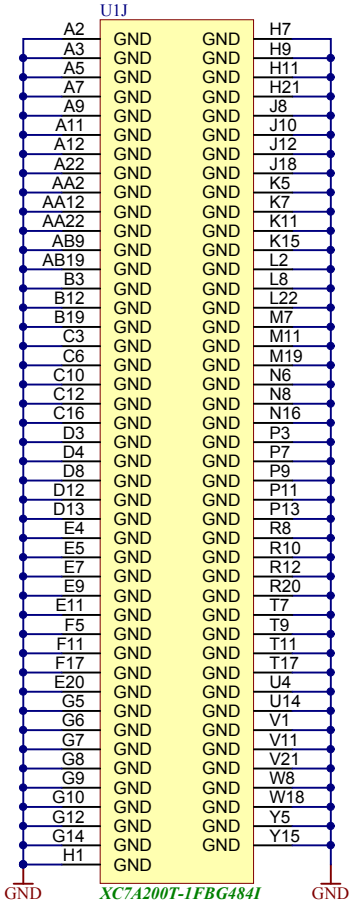 U1J
A2 GND GND H7
A3 GND GND H9
A5 GND GND H11
A7 GND GND H21
A9 GND GND J8
A11 GND GND J10
A12 GND GND J12
A22 GND GND J18
AA2 GND GND K5
AA12 GND GND K7
AA22 GND GND K11
AB9 GND GND K15
AB19 GND GND L2
B3 GND GND L8
B12 GND GND L22
B19 GND GND M7
C3 GND GND M11
C6 GND GND M19
C10 GND GND N6
C12 GND GND N8
C16 GND GND N16
D3 GND GND P3
D4 GND GND P7
D8 GND GND P9
D12 GND GND P11
D13 GND GND P13
E4 GND GND R8
E5 GND GND R10
E7 GND GND R12
E9 GND GND R20
E11 GND GND T7
F5 GND GND T9
F11 GND GND T11
F17 GND GND T17
E20 GND GND U4
G5 GND GND U14
G6 GND GND V1
G7 GND GND V11
G8 GND GND V21
G9 GND GND W8
G10 GND GND W18
G12 GND GND Y5
G14 GND GND Y15
H1 GND
GND XC7A200T-1FBG484I GND